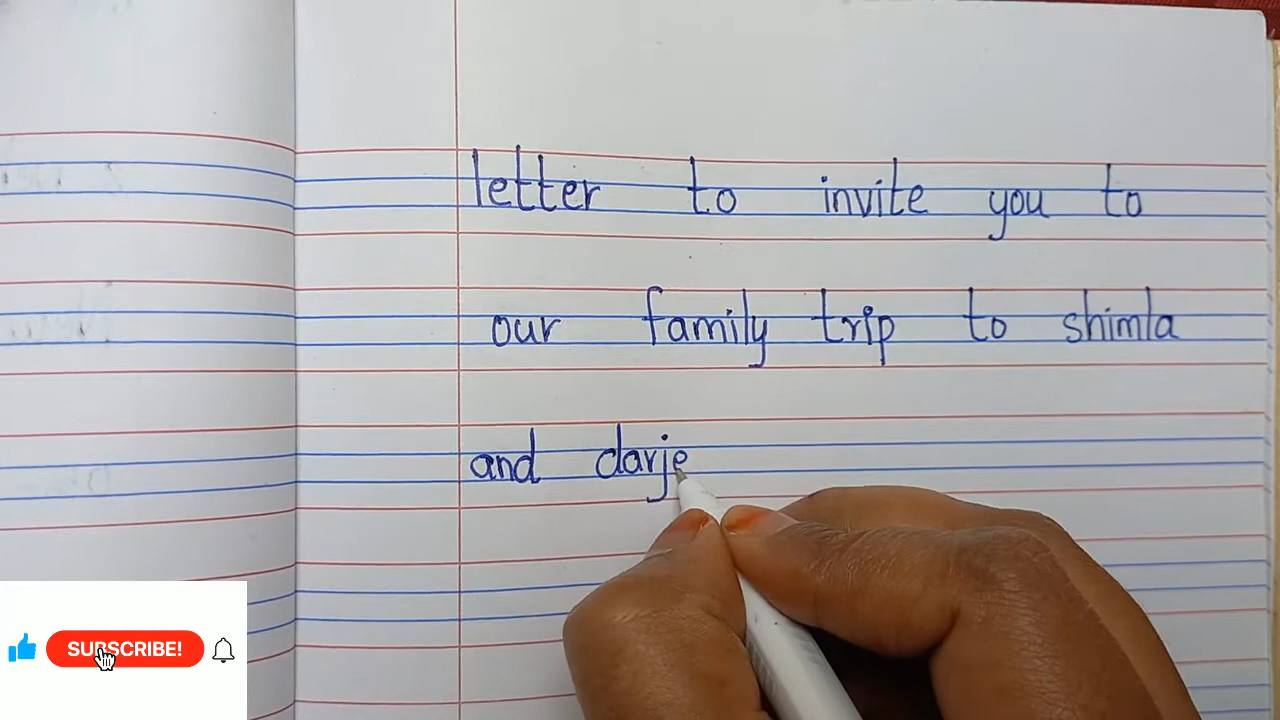 letter to invite you to
our family trip to shimla
and darje
SUBSCRIBE!